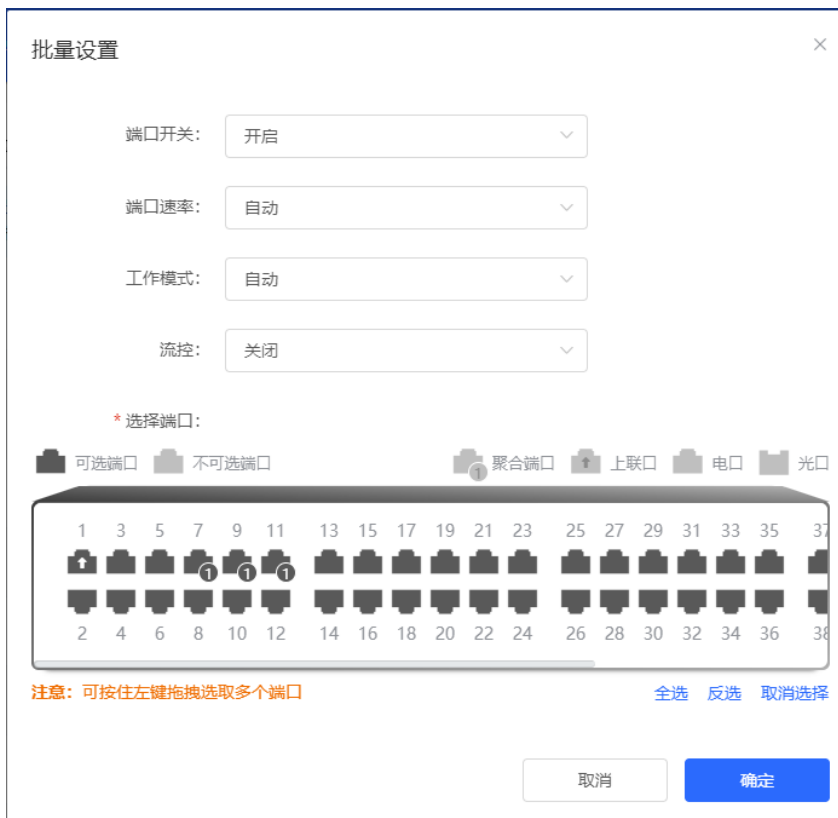 批量设置
端口开关： 开启
端口速率： 自动
工作模式： 自动
流控： 关闭
* 选择端口：
可选端口 不可选端口 1 聚合端口 上联口 电口 光口
1 3 5 7 9 11 13 15 17 19 21 23 25 27 29 31 33 35 37
1 1 1
2 4 6 8 10 12 14 16 18 20 22 24 26 28 30 32 34 36 38
注意：可按住左键拖拽选取多个端口 全选 反选 取消选择
取消 确定